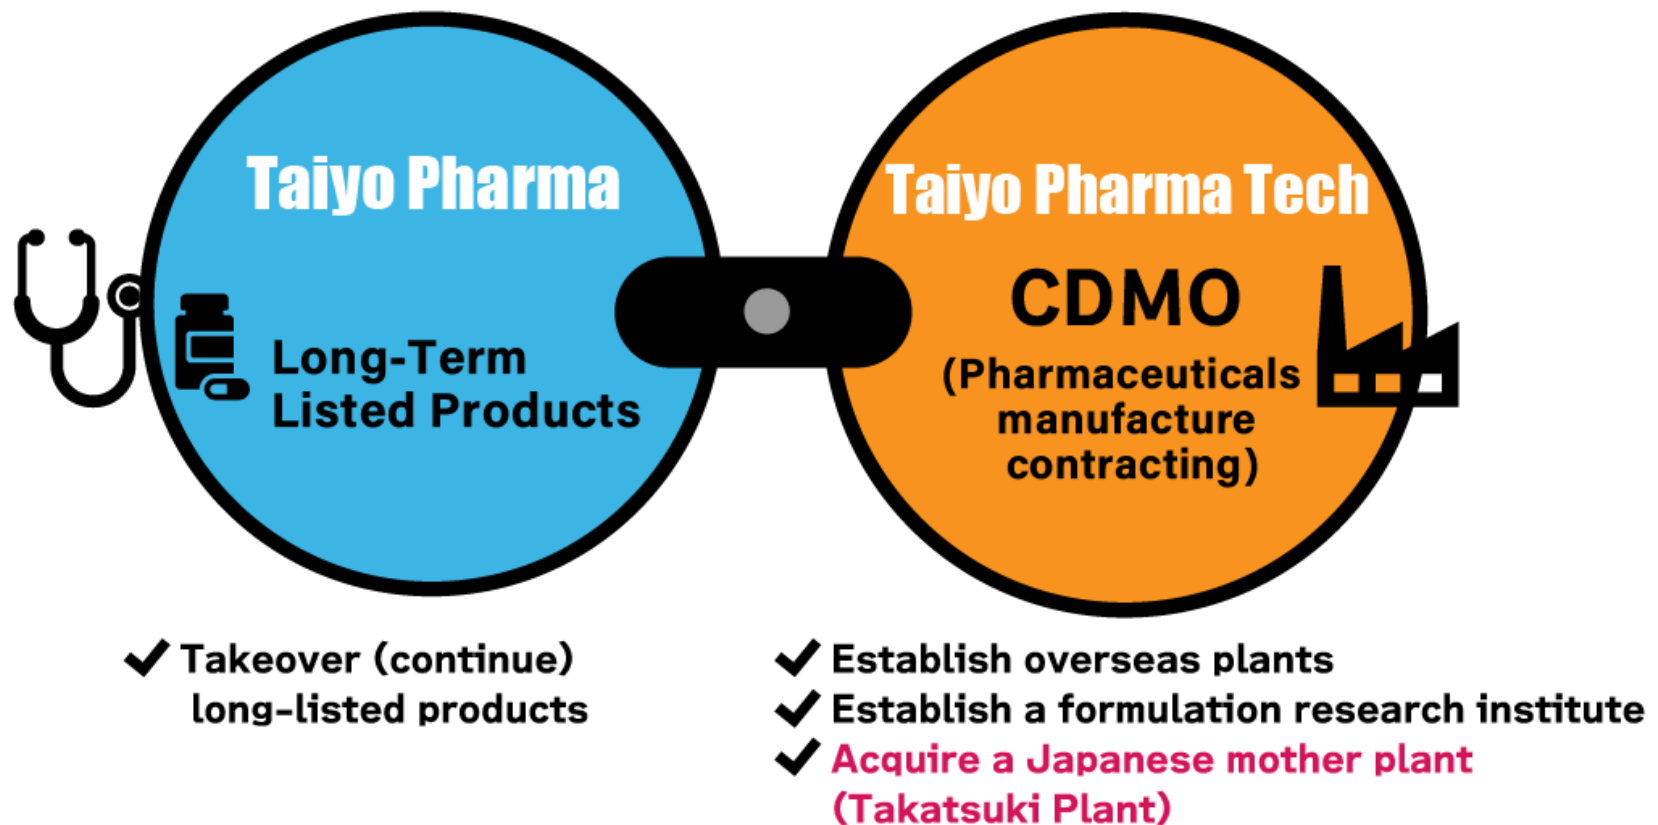 Taiyo Pharma
Long-Term
Listed Products
Taiyo Pharma Tech
CDMO
(Pharmaceuticals
manufacture
contracting)
Takeover (continue)
long-listed products
Establish overseas plants
Establish a formulation research institute
Acquire a Japanese mother plant
(Takatsuki Plant)